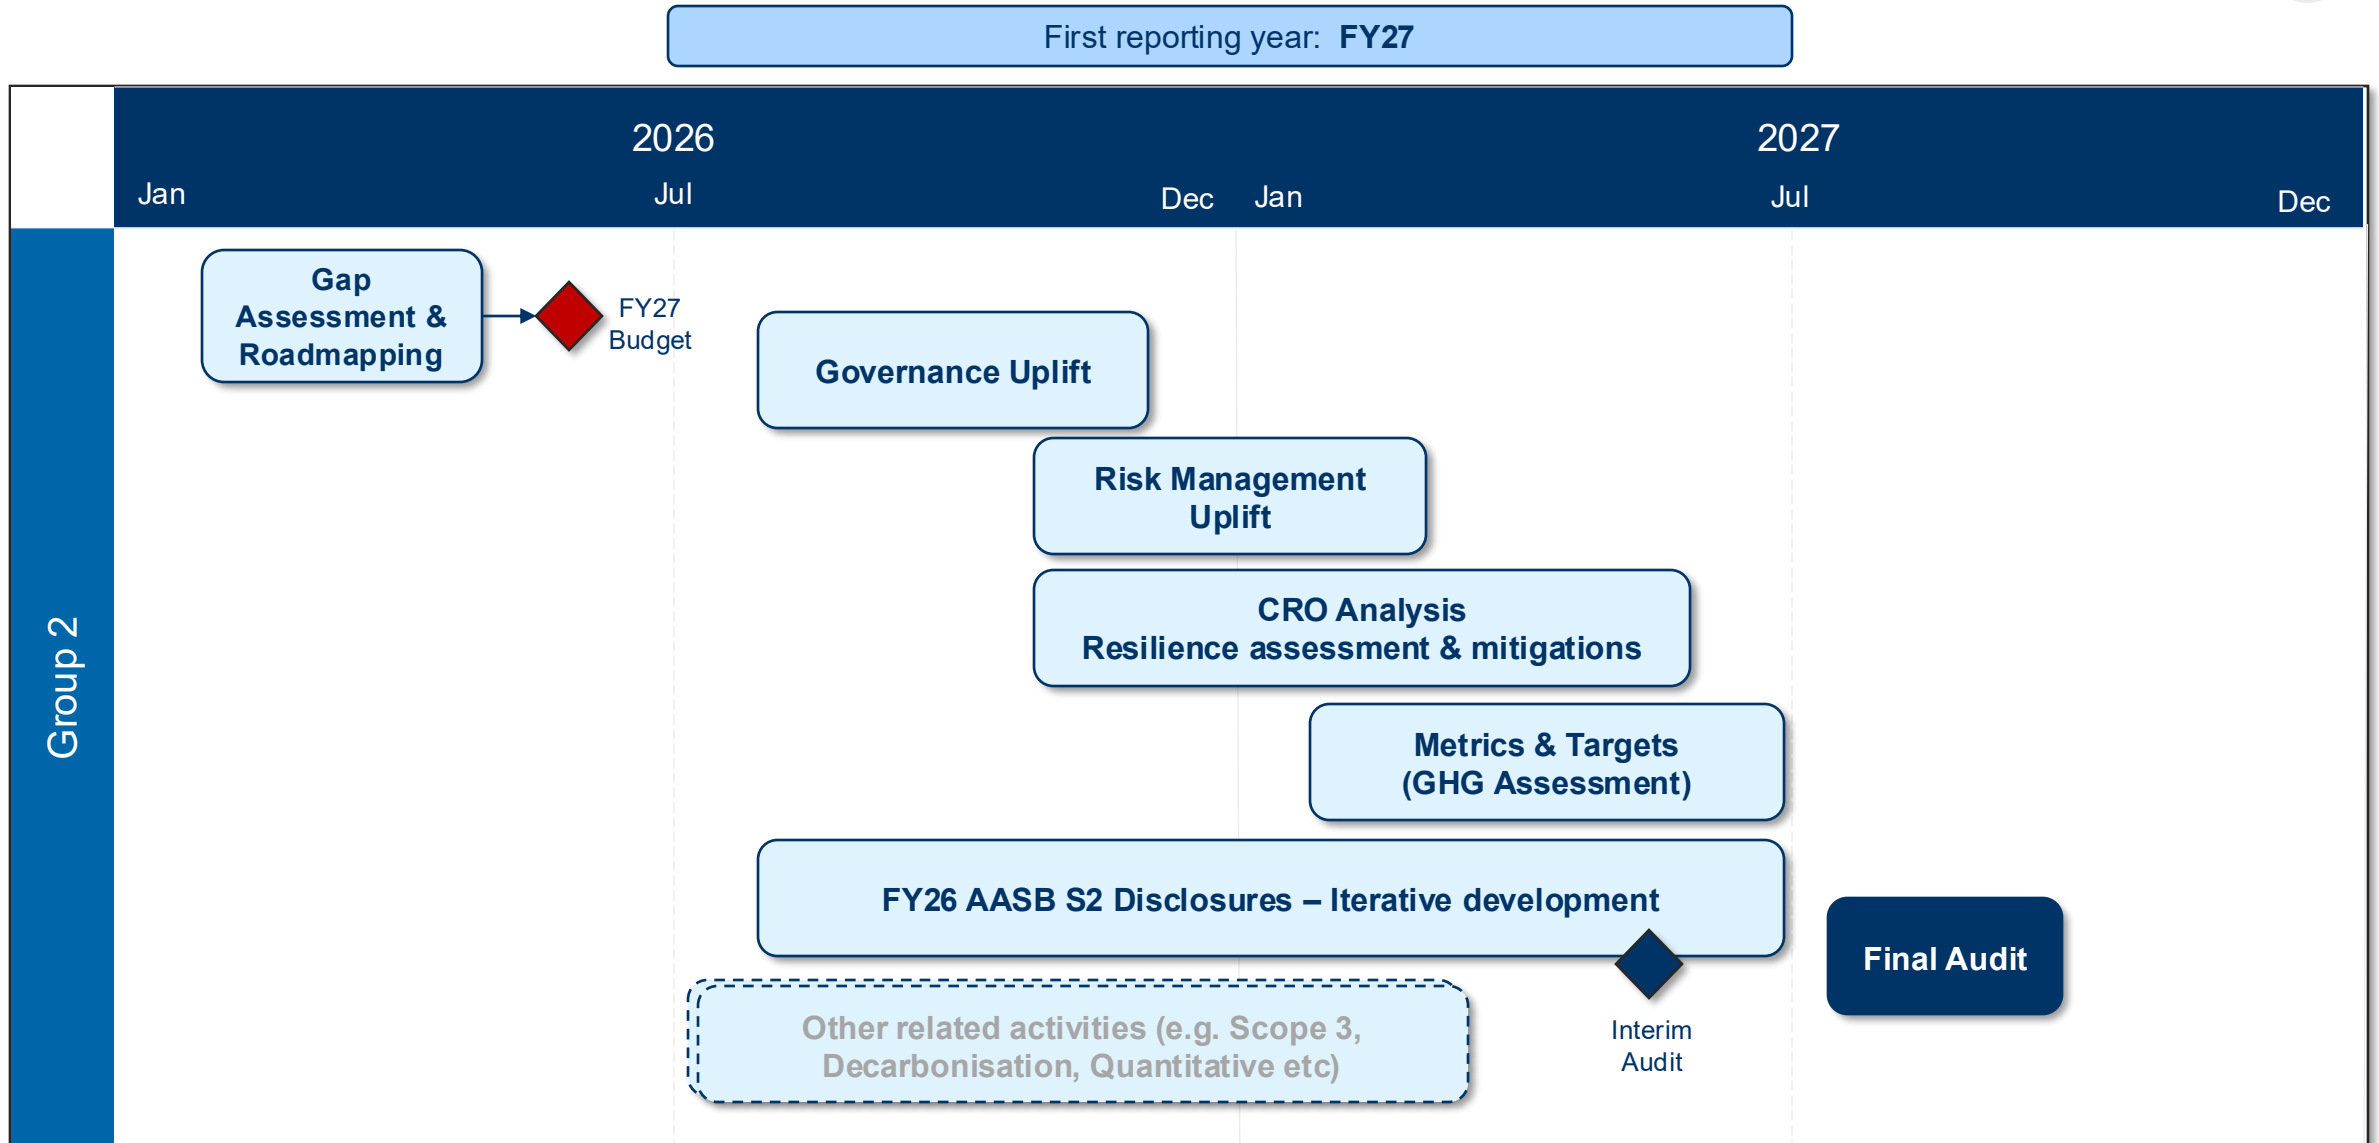 First reporting year: FY27
2026
2027
Jan
Jul
Dec
Jan
Jul
Dec
Group 2
Gap
Assessment &
Roadmapping
FY27
Budget
Governance Uplift
Risk Management
Uplift
CRO Analysis
Resilience assessment & mitigations
Metrics & Targets
(GHG Assessment)
FY26 AASB S2 Disclosures – Iterative development
Final Audit
Other related activities (e.g. Scope 3,
Decarbonisation, Quantitative etc)
Interim
Audit